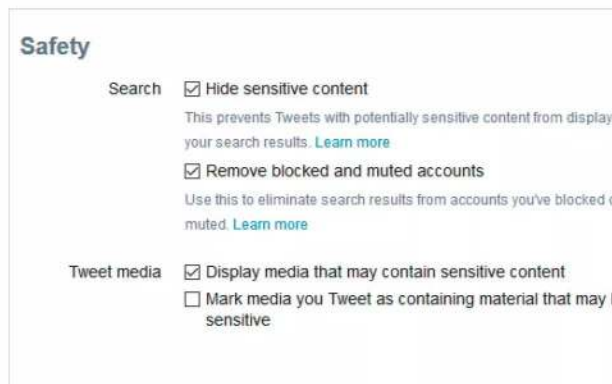 Safety
Search Hide sensitive content
This prevents Tweets with potentially sensitive content from display
your search results. Learn more
Remove blocked and muted accounts
Use this to eliminate search results from accounts you've blocked
muted. Learn more
Tweet media Display media that may contain sensitive content
Mark media you Tweet as containing material that may
sensitive